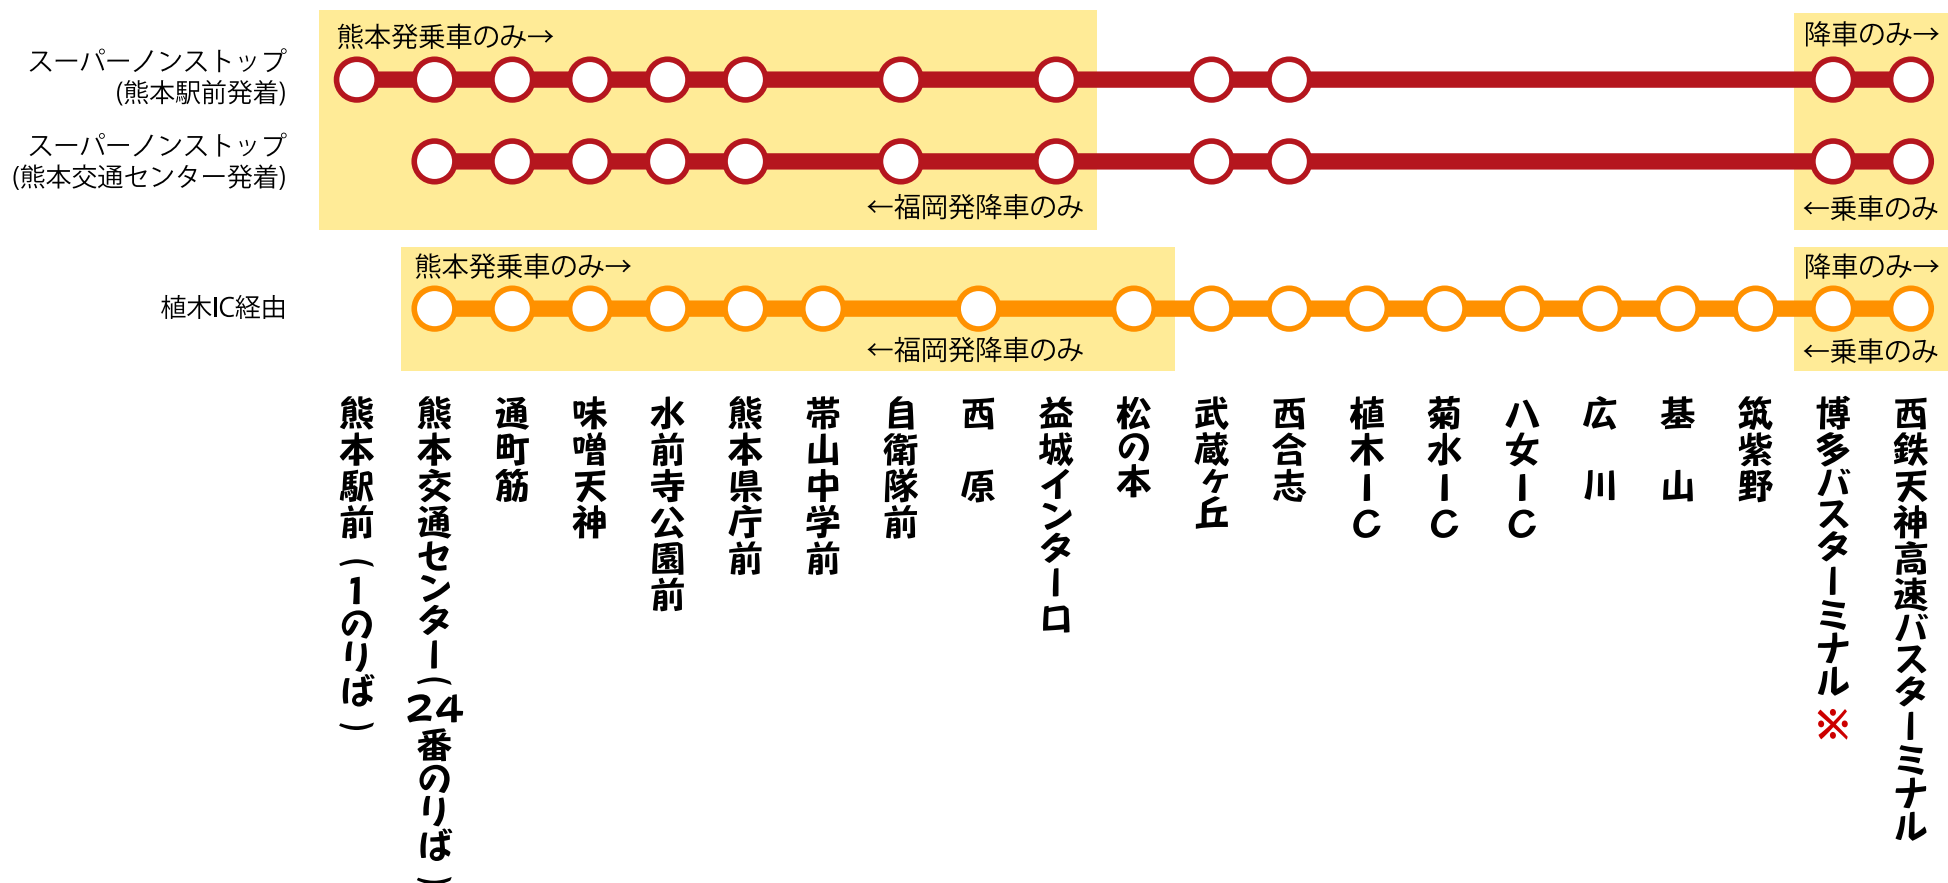 熊本発乗車のみ→
降車のみ→
スーパーノンストップ
(熊本駅前発着)
スーパーノンストップ
(熊本交通センター発着)
←福岡発降車のみ
←乗車のみ
熊本発乗車のみ→
降車のみ→
植木IC経由
←福岡発降車のみ
←乗車のみ
熊本駅前（1のりば）
熊本交通センター（24番のりば）
通町筋
味噌天神
水前寺公園前
熊本県庁前
帯山中学前
自衛隊前
西原
益城インター口
松の本
武蔵ヶ丘
西合志
植木IC
菊水IC
八女IC
広川
基山
筑紫野
博多バスターミナル※
西鉄天神高速バスターミナル